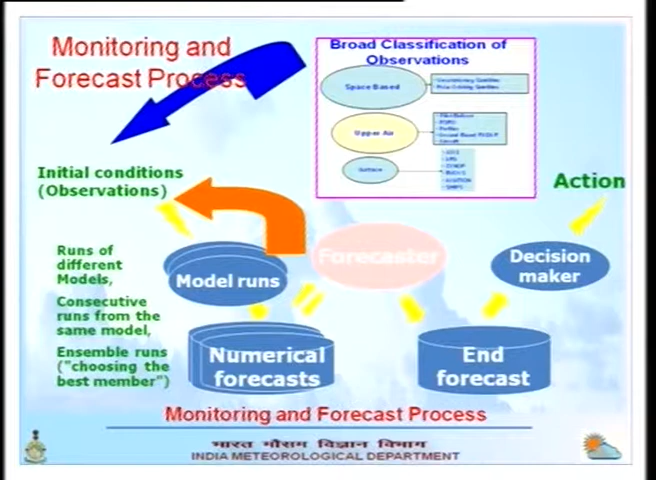 Monitoring and
Forecast Process
Broad Classification of
Observations
Space Based
Upper Air
Surface
Initial conditions
(Observations)
Action
Runs of
different
Models,
Consecutive
runs from the
same model,
Ensemble runs
("choosing the
best member")
Model runs
Forecaster
Decision
maker
Numerical
forecasts
End
forecast
Monitoring and Forecast Process
भारत मौसम विज्ञान विभाग
INDIA METEOROLOGICAL DEPARTMENT